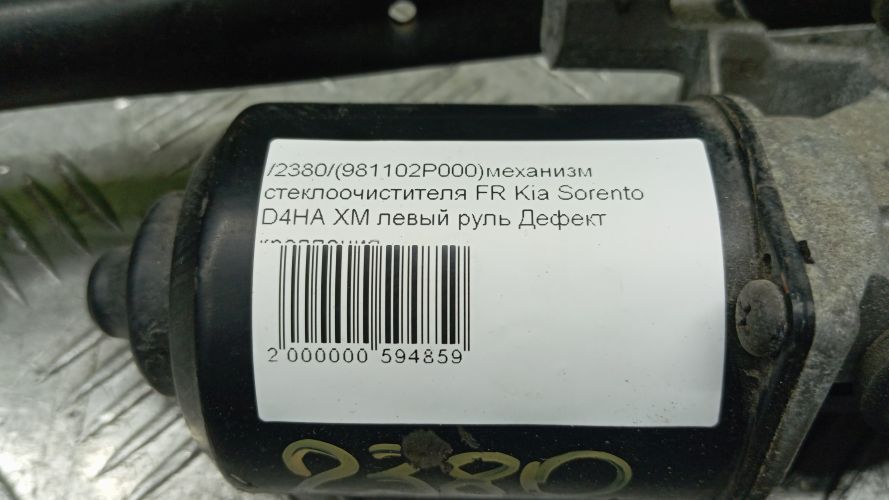 /2380/(981102P000)механизм
стеклоочистителя FR Kia Sorento
D4HA XM левый руль Дефект
2 000000 594859
2380